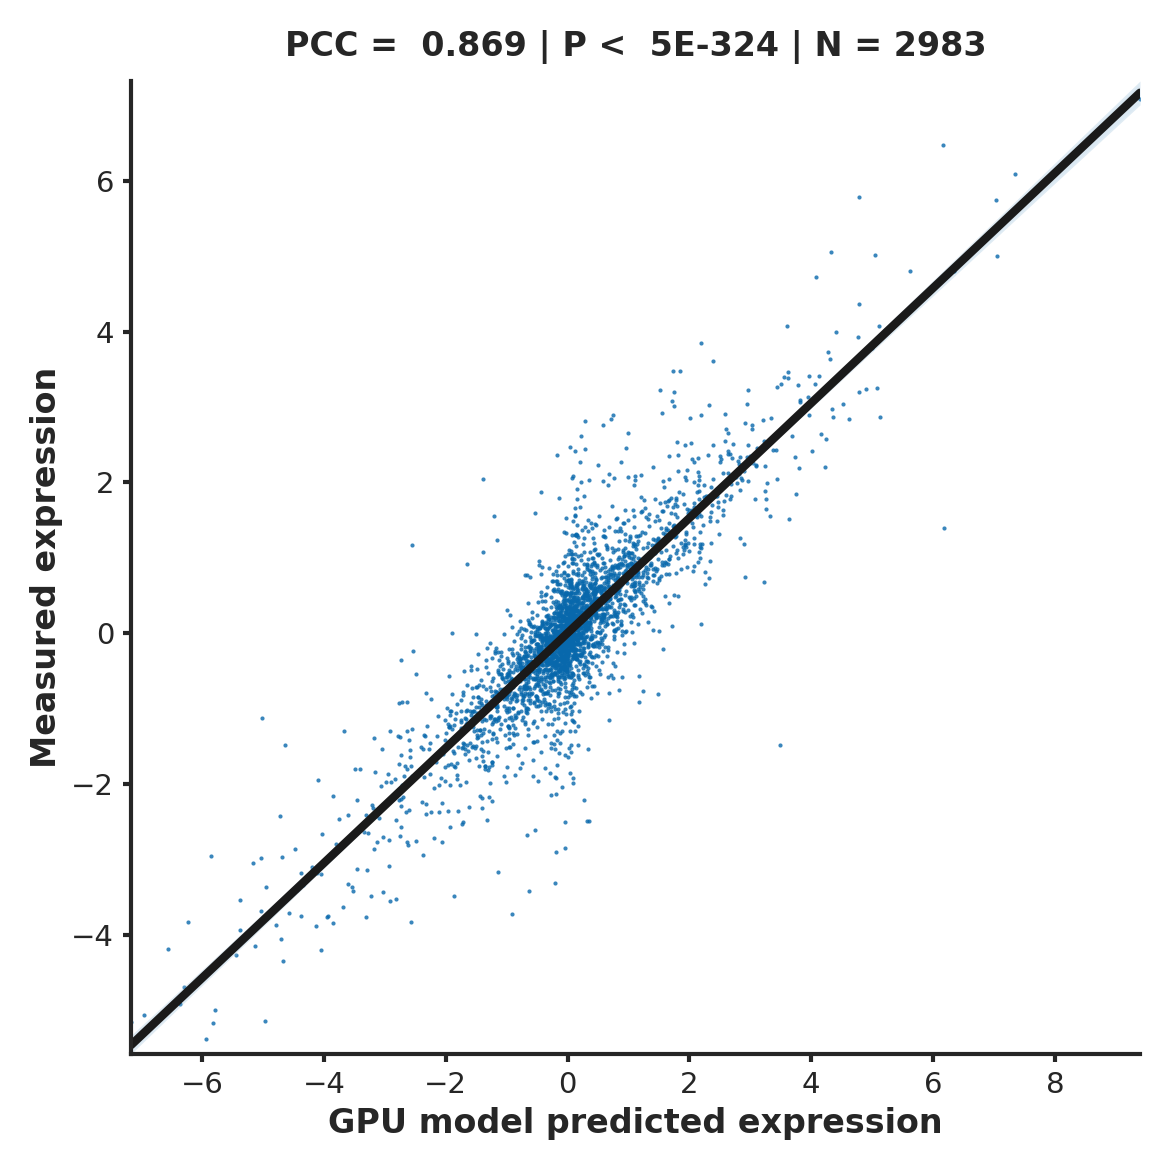 PCC =  0.869 | P <  5E-324 | N = 2983
6
4
2
0
−2
−4
Measured expression
−6 −4 −2 0 2 4 6 8
GPU model predicted expression